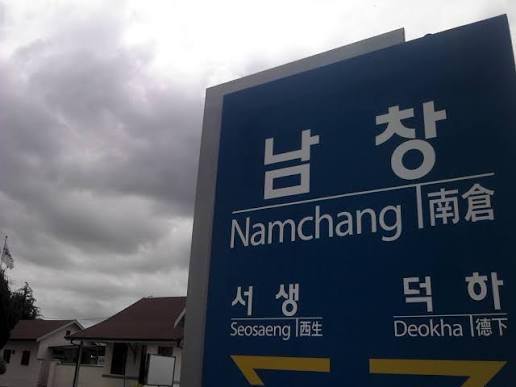 남창
Namchang 南倉
서생 덕하
Seosaeng 西生 Deokha 德下